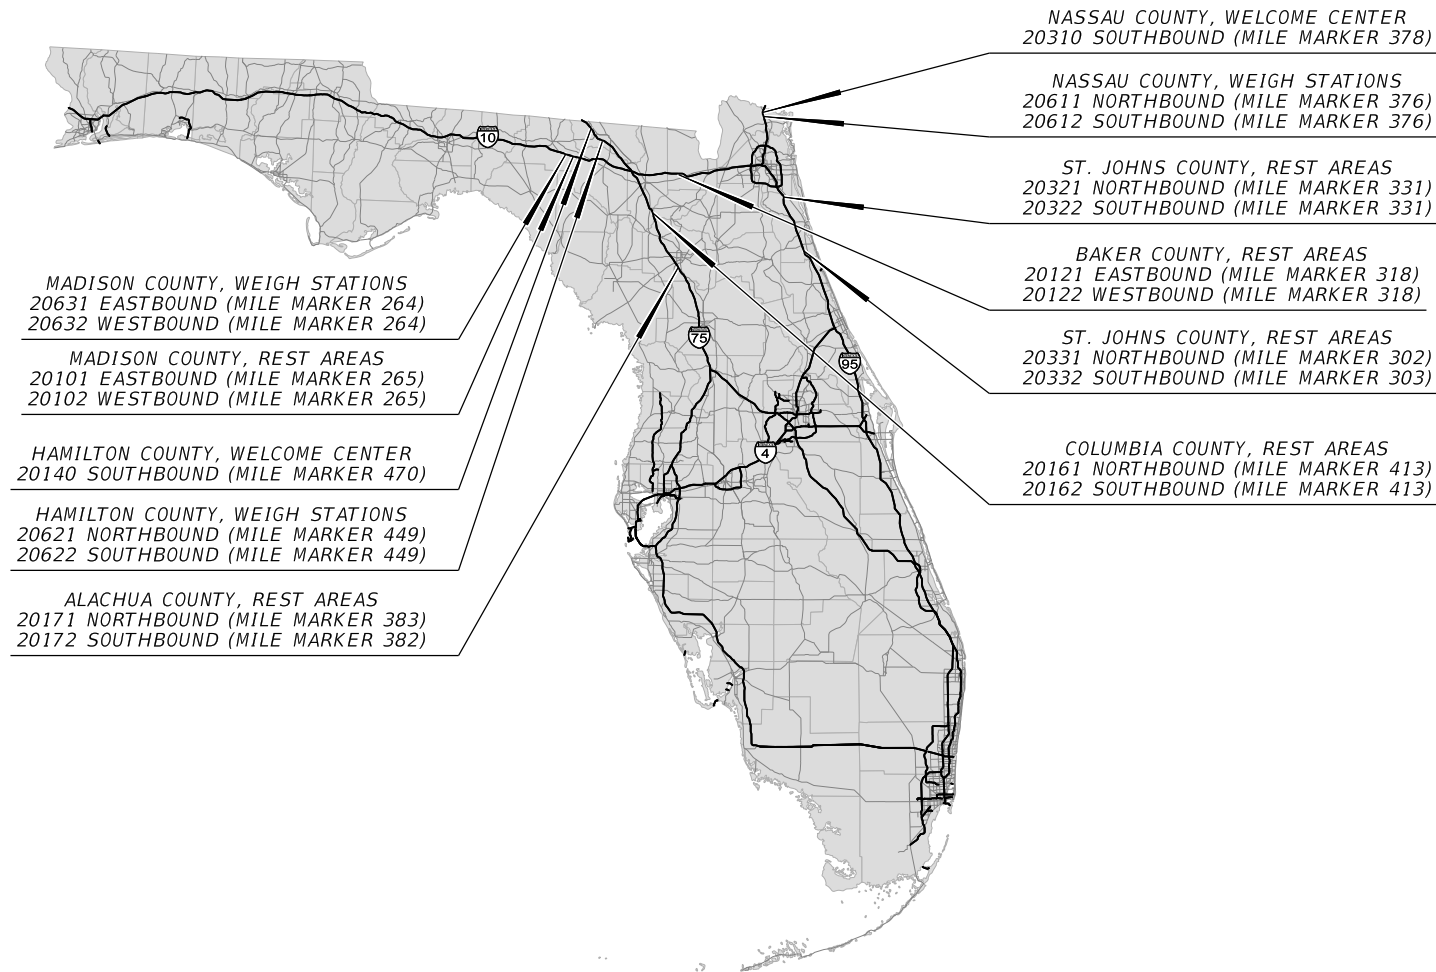 NASSAU COUNTY, WELCOME CENTER
20310 SOUTHBOUND (MILE MARKER 378)
NASSAU COUNTY, WEIGH STATIONS
20611 NORTHBOUND (MILE MARKER 376)
20612 SOUTHBOUND (MILE MARKER 376)
ST. JOHNS COUNTY, REST AREAS
20321 NORTHBOUND (MILE MARKER 331)
20322 SOUTHBOUND (MILE MARKER 331)
BAKER COUNTY, REST AREAS
20121 EASTBOUND (MILE MARKER 318)
20122 WESTBOUND (MILE MARKER 318)
ST. JOHNS COUNTY, REST AREAS
20331 NORTHBOUND (MILE MARKER 302)
20332 SOUTHBOUND (MILE MARKER 303)
COLUMBIA COUNTY, REST AREAS
20161 NORTHBOUND (MILE MARKER 413)
20162 SOUTHBOUND (MILE MARKER 413)
MADISON COUNTY, WEIGH STATIONS
20631 EASTBOUND (MILE MARKER 264)
20632 WESTBOUND (MILE MARKER 264)
MADISON COUNTY, REST AREAS
20101 EASTBOUND (MILE MARKER 265)
20102 WESTBOUND (MILE MARKER 265)
HAMILTON COUNTY, WELCOME CENTER
20140 SOUTHBOUND (MILE MARKER 470)
HAMILTON COUNTY, WEIGH STATIONS
20621 NORTHBOUND (MILE MARKER 449)
20622 SOUTHBOUND (MILE MARKER 449)
ALACHUA COUNTY, REST AREAS
20171 NORTHBOUND (MILE MARKER 383)
20172 SOUTHBOUND (MILE MARKER 382)
10
75
95
4